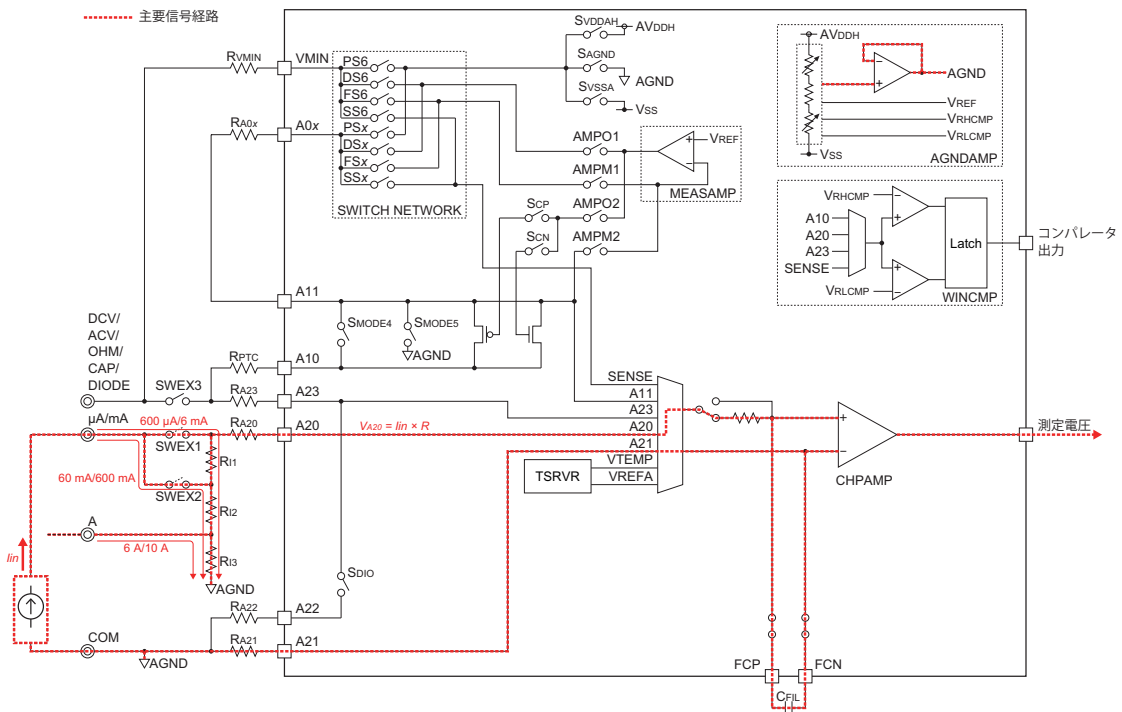 主要信号経路
SVDDAH
AVDDH
SAGND
AGND
SVSSA
VSS
RVMIN
VMIN
PS6
DS6
FS6
SS6
RA0x
A0x
PSx
DSx
FSx
SSx
SWITCH NETWORK
AMPO1
AMPM1
AMPO2
AMPM2
VREF
MEASAMP
SCP
SCN
AVDDH
AGND
VREF
VRHCMP
VRLCMP
VSS
AGNDAMP
VRHCMP
A10
A20
A23
SENSE
VRLCMP
Latch
WINCMP
コンパレータ
出力
A11
SMODE4
SMODE5
AGND
DCV/
ACV/
OHM/
CAP/
DIODE
SWEX3
RPTC
A10
RA23
A23
μA/mA
600 μA/6 mA
SWEX1
RA20
A20
VA20 = Iin × R
RI1
60 mA/600 mA
SWEX2
RI2
A
6 A/10 A
RI3
AGND
Iin
SENSE
A11
A23
A20
A21
VTEMP
VREFA
TSRVR
CHPAMP
測定電圧
SDIO
RA22
A22
COM
RA21
A21
AGND
FCP
FCN
CFIL